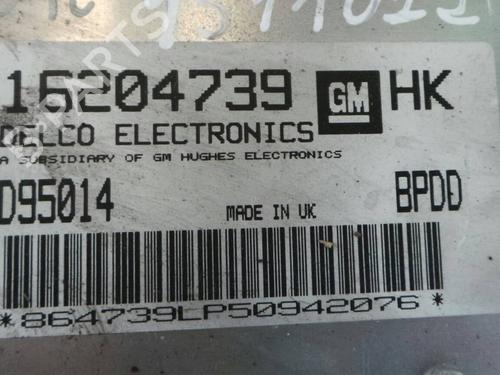 16204739 GM HK
DELCO ELECTRONICS
A SUBSIDIARY OF GM HUGHES ELECTRONICS
D95014 MADE IN UK BPDD
*864739LP50942076*